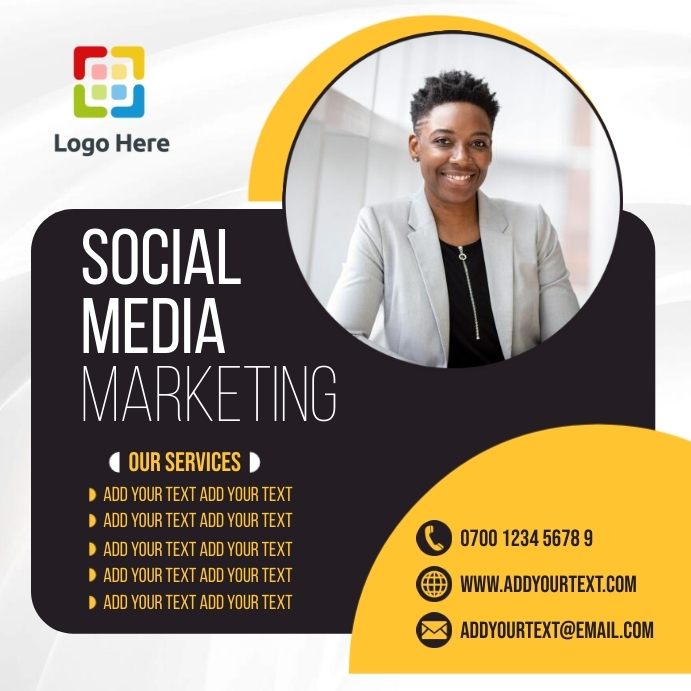 Logo Here
SOCIAL
MEDIA
MARKETING
OUR SERVICES
ADD YOUR TEXT ADD YOUR TEXT
ADD YOUR TEXT ADD YOUR TEXT
ADD YOUR TEXT ADD YOUR TEXT
ADD YOUR TEXT ADD YOUR TEXT
ADD YOUR TEXT ADD YOUR TEXT
0700 1234 5678 9
WWW.ADDYOURTEXT.COM
ADDYOURTEXT@EMAIL.COM